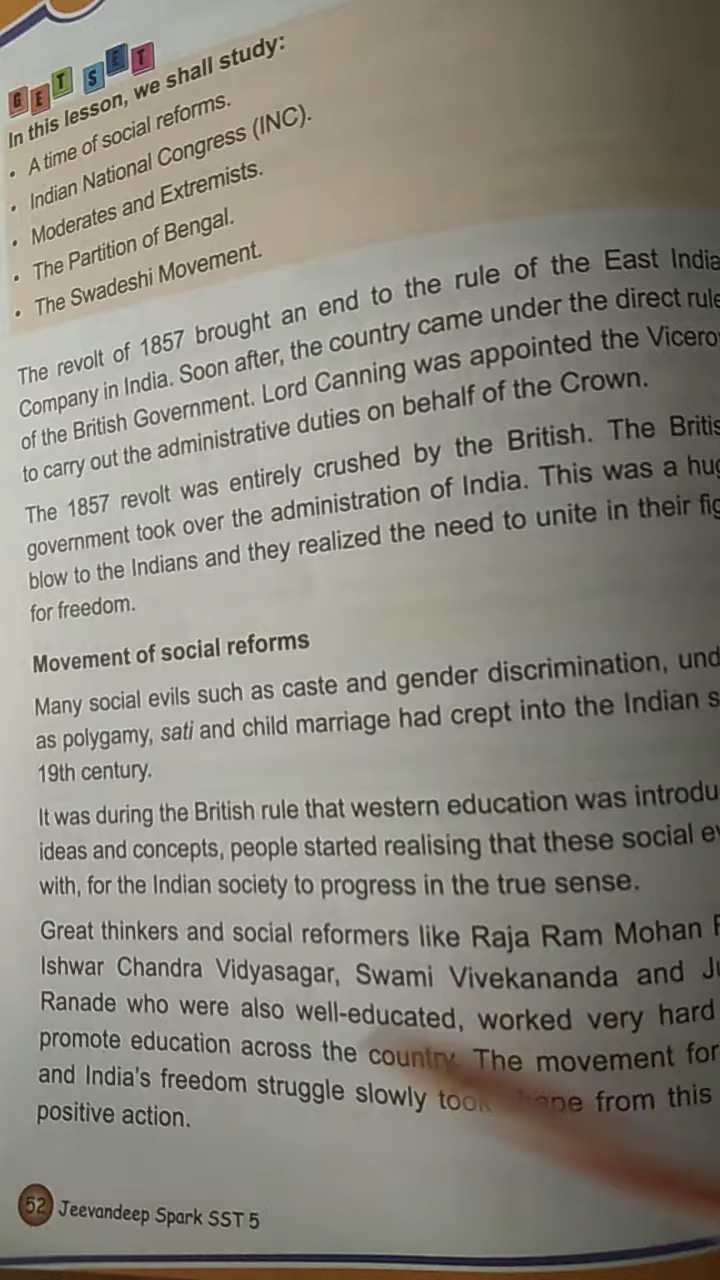 GET SET
In this lesson, we shall study:
• A time of social reforms.
• Indian National Congress (INC).
• Moderates and Extremists.
• The Partition of Bengal.
• The Swadeshi Movement.
The revolt of 1857 brought an end to the rule of the East India
Company in India. Soon after, the country came under the direct
of the British Government. Lord Canning was appointed the
to carry out the administrative duties on behalf of the Crown.
The 1857 revolt was entirely crushed by the British. The
government took over the administration of India. This was a
blow to the Indians and they realized the need to unite in their
for freedom.
Movement of social reforms
Many social evils such as caste and gender discrimination,
as polygamy, sati and child marriage had crept into the Indian
19th century.
It was during the British rule that western education was
ideas and concepts, people started realising that these social
with, for the Indian society to progress in the true sense.
Great thinkers and social reformers like Raja Ram Mohan
Ishwar Chandra Vidyasagar, Swami Vivekananda and
Ranade who were also well-educated, worked very hard
promote education across the country. The movement for
and India's freedom struggle slowly took shape from this
positive action.
52 Jeevandeep Spark SST 5